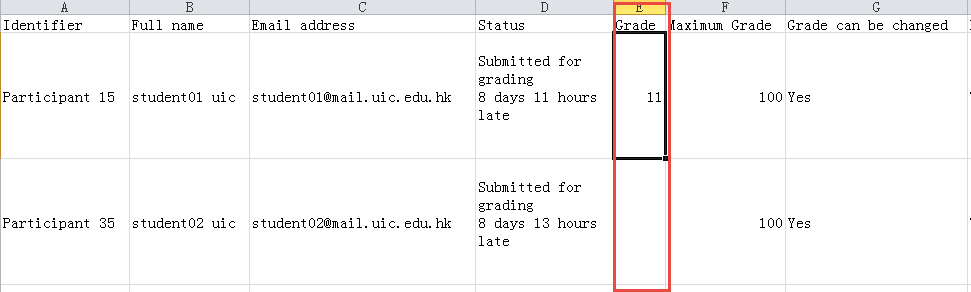 A B C D E F G
Identifier Full name Email address Status Grade Maximum Grade Grade can be changed
Submitted for
grading
Participant 15 student01 uic student01@mail.uic.edu.hk 8 days 11 hours 11 100 Yes
late
Submitted for
grading
Participant 35 student02 uic student02@mail.uic.edu.hk 8 days 13 hours 100 Yes
late